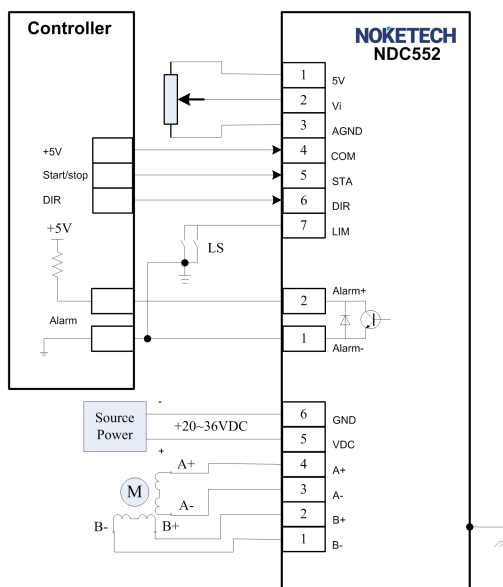 Controller
NOKETECH
NDC552
1 5V
2 Vi
3 AGND
+5V 4 COM
Start/stop 5 STA
DIR 6 DIR
+5V 7 LIM
LS
2 Alarm+
Alarm
1 Alarm-
-
Source
Power
+20~36VDC
+
6 GND
5 VDC
A+ 4 A+
M
A- 3 A-
B- B+ 2 B+
1 B-